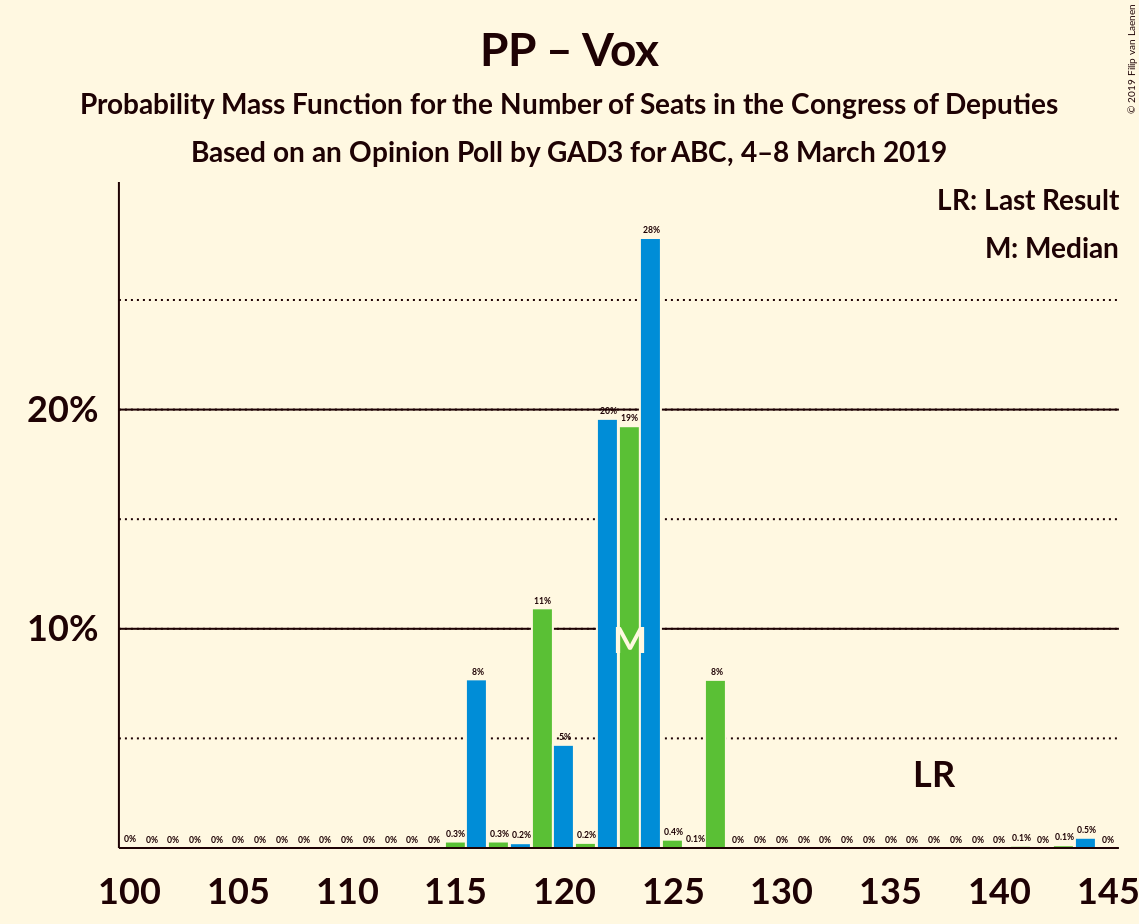 PP – Vox
Probability Mass Function for the Number of Seats in the Congress of Deputies
Based on an Opinion Poll by GAD3 for ABC, 4–8 March 2019
© 2019 Filip van Laenen
LR: Last Result
M: Median
20%
10%
0% 0% 0% 0% 0% 0% 0% 0% 0% 0% 0% 0% 0% 0% 0% 0.3% 8% 0.3% 0.2% 11% 5% 0.2% 20% 19% 28% 0.4% 0.1% 8% 0% 0% 0% 0% 0% 0% 0% 0% 0% 0% 0% 0% 0% 0.1% 0% 0.1% 0.5% 0%
M
LR
100 105 110 115 120 125 130 135 140 145